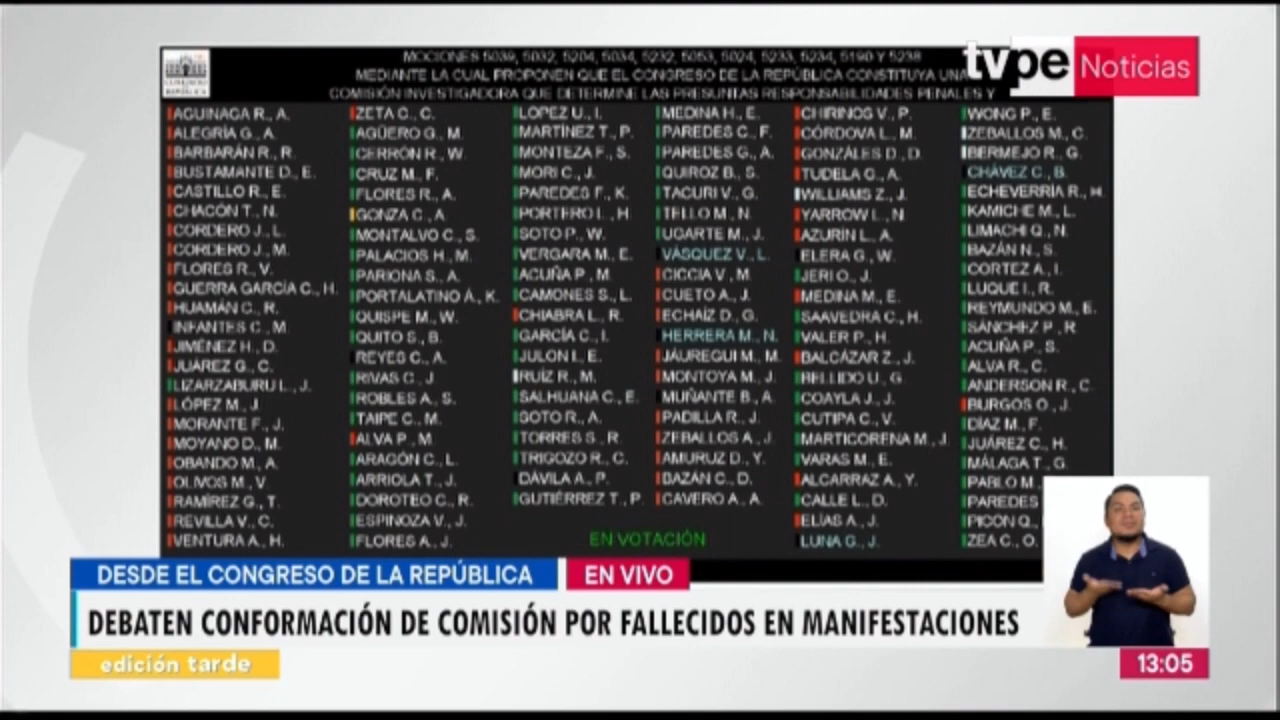 MOCIONES 5039, 5032, 5204, 5034, 5232, 5053, 5024, 5233, 5234, 5190 Y 5238
MEDIANTE LA CUAL PROPONEN QUE EL CONGRESO DE LA REPÚBLICA CONSTITUYA UNA
COMISIÓN INVESTIGADORA QUE DETERMINE LAS PRESUNTAS RESPONSABILIDADES PENALES Y
tvpe Noticias
AGUINAGA R., A.
ALEGRÍA G., A.
BARBARÁN R., R.
BUSTAMANTE D., E.
CASTILLO R., E.
CHACÓN T., N.
CORDERO J., L.
CORDERO J., M.
FLORES R., V.
GUERRA GARCÍA C., H.
HUAMÁN C., R.
INFANTES C., M.
JIMÉNEZ H., D.
JUÁREZ G., C.
LIZARZABURU L., J.
LÓPEZ M., J.
MORANTE F., J.
MOYANO D., M.
OBANDO M., A.
OLIVOS M., V.
RAMÍREZ G., T.
REVILLA V., C.
VENTURA A., H.
ZETA C., C.
AGÜERO G., M.
CERRÓN R., W.
CRUZ M., F.
FLORES R., A.
GONZA C., A.
MONTALVO C., S.
PALACIOS H., M.
PARIONA S., A.
PORTALATINO Á., K.
QUISPE M., W.
QUITO S., B.
REYES C., A.
RIVAS C., J.
ROBLES A., S.
TAIPE C., M.
ALVA P., M.
ARAGÓN C., L.
ARRIOLA T., J.
DOROTEO C., R.
ESPINOZA V., J.
FLORES A., J.
LÓPEZ U., I.
MARTÍNEZ T., P.
MONTEZA F., S.
MORI C., J.
PAREDES F., K.
PORTERO L., H.
SOTO P., W.
VERGARA M., E.
ACUÑA P., M.
CAMONES S., L.
CHIABRA L., R.
GARCÍA C., I.
JULON I., E.
RUÍZ R., M.
SALHUANA C., E.
SOTO R., A.
TORRES S., R.
TRIGOZO R., C.
DÁVILA A., P.
GUTIÉRREZ T., P.
MEDINA H., E.
PAREDES C., F.
PAREDES G., A.
QUIROZ B., S.
TACURI V., G.
TELLO M., N.
UGARTE M., J.
VÁSQUEZ V., L.
CICCIA V., M.
CUETO A., J.
ECHAÍZ D., G.
HERRERA M., N.
JÁUREGUI M., M.
MONTOYA M., J.
MUÑANTE B., A.
PADILLA R., J.
ZEBALLOS A., J.
AMURUZ D., Y.
BAZÁN C., D.
CAVERO A., A.
CHIRINOS V., P.
CÓRDOVA L., M.
GONZÁLES D., D.
TUDELA G., A.
WILLIAMS Z., J.
YARROW L., N.
AZURIN L., A.
ELERA G., W.
JERI O., J.
MEDINA M., E.
SAAVEDRA C., H.
VALER P., H.
BALCÁZAR Z., J.
BELLIDO U., G.
COAYLA J., J.
CUTIPA C., V.
MARTICORENA M., J.
VARAS M., E.
ALCARRAZ A., Y.
CALLE L., D.
ELÍAS A., J.
LUNA G., J.
WONG P., E.
ZEBALLOS M., C.
BERMEJO R., G.
CHÁVEZ C., B.
ECHEVERRÍA R., H.
KAMICHE M., L.
LIMACHI Q., N.
BAZÁN N., S.
CORTEZ A., I.
LUQUE I., R.
REYMUNDO M., E.
SÁNCHEZ P., R.
ACUÑA P., S.
ALVA R., C.
ANDERSON R., C.
BURGOS O., J.
DÍAZ M., F.
JUÁREZ C., H.
MÁLAGA T., G.
PABLO M.
PAREDES
PICON Q.,
ZEA C., O.
EN VOTACIÓN
DESDE EL CONGRESO DE LA REPÚBLICA
EN VIVO
DEBATEN CONFORMACIÓN DE COMISIÓN POR FALLECIDOS EN MANIFESTACIONES
edición tarde
13:05